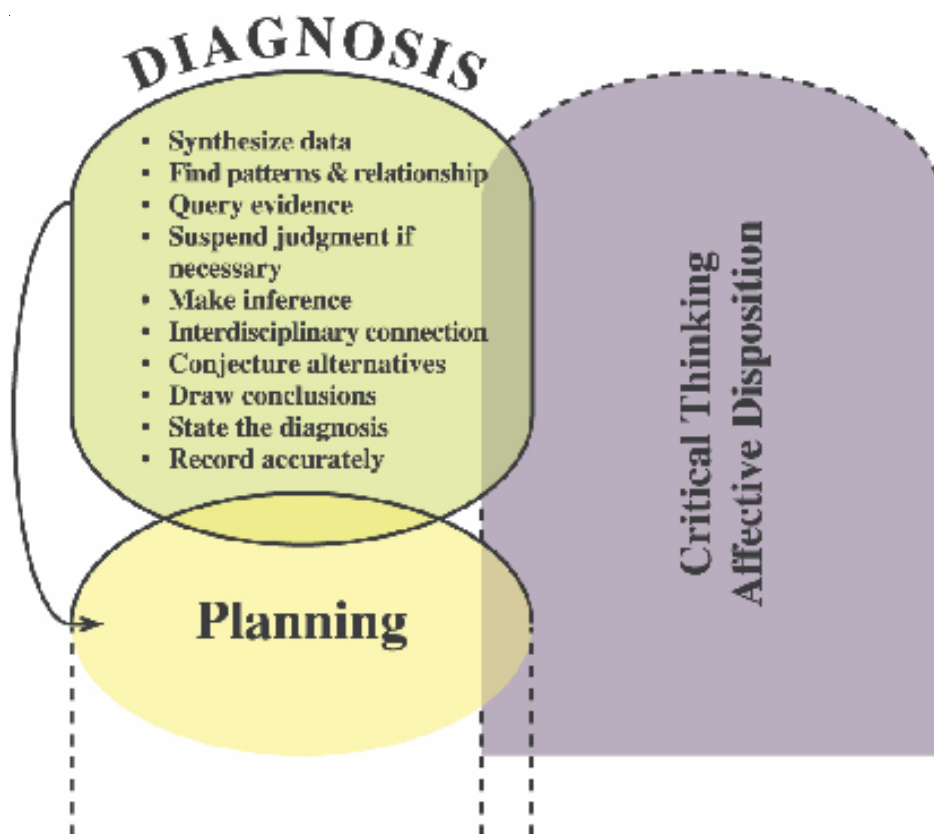 DIAGNOSIS
▪ Synthesize data
▪ Find patterns & relationship
▪ Query evidence
▪ Suspend judgment if
necessary
▪ Make inference
▪ Interdisciplinary connection
▪ Conjecture alternatives
▪ Draw conclusions
▪ State the diagnosis
▪ Record accurately
Planning
Critical Thinking
Affective Disposition